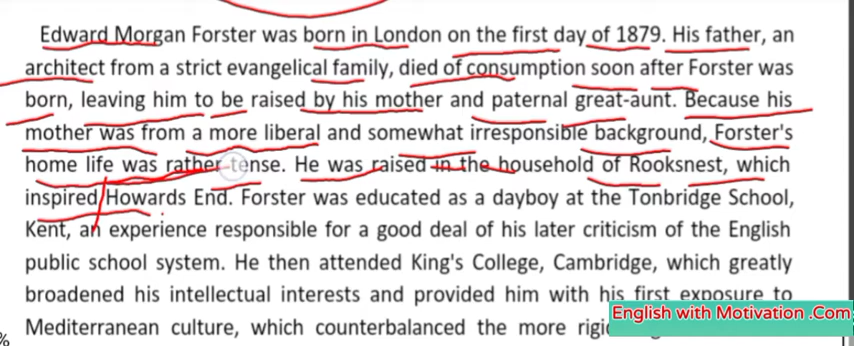 Edward Morgan Forster was born in London on the first day of 1879. His father, an
architect from a strict evangelical family, died of consumption soon after Forster was
born, leaving him to be raised by his mother and paternal great-aunt. Because his
mother was from a more liberal and somewhat irresponsible background, Forster's
home life was rather tense. He was raised in the household of Rooksnest, which
inspired Howards End. Forster was educated as a dayboy at the Tonbridge School,
Kent, an experience responsible for a good deal of his later criticism of the English
public school system. He then attended King's College, Cambridge, which greatly
broadened his intellectual interests and provided him with his first exposure to
Mediterranean culture, which counterbalanced the more
English with Motivation .Com
%